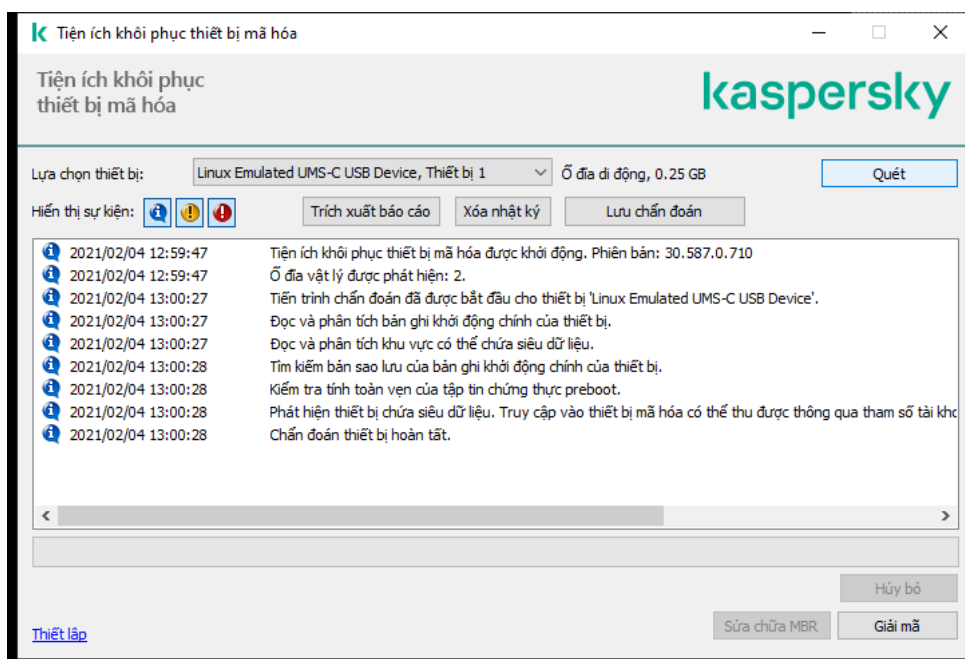 Tiện ích khôi phục thiết bị mã hóa
Tiện ích khôi phục
thiết bị mã hóa
kaspersky
Lựa chọn thiết bị: Linux Emulated UMS-C USB Device, Thiết bị 1 Ổ đĩa di động, 0.25 GB Quét
Hiển thị sự kiện: Trích xuất báo cáo Xóa nhật ký Lưu chẩn đoán
2021/02/04 12:59:47 Tiện ích khôi phục thiết bị mã hóa được khởi động. Phiên bản: 30.587.0.710
2021/02/04 12:59:47 Ổ đĩa vật lý được phát hiện: 2.
2021/02/04 13:00:27 Tiến trình chẩn đoán đã được bắt đầu cho thiết bị 'Linux Emulated UMS-C USB Device'.
2021/02/04 13:00:27 Đọc và phân tích bản ghi khởi động chính của thiết bị.
2021/02/04 13:00:27 Đọc và phân tích khu vực có thể chứa siêu dữ liệu.
2021/02/04 13:00:28 Tìm kiếm bản sao lưu của bản ghi khởi động chính của thiết bị.
2021/02/04 13:00:28 Kiểm tra tính toàn vẹn của tập tin chứng thực preboot.
2021/02/04 13:00:28 Phát hiện thiết bị chứa siêu dữ liệu. Truy cập vào thiết bị mã hóa có thể thu được thông qua tham số tài
2021/02/04 13:00:28 Chẩn đoán thiết bị hoàn tất.
Hủy bỏ
Thiết lập Sửa chữa MBR Giải mã